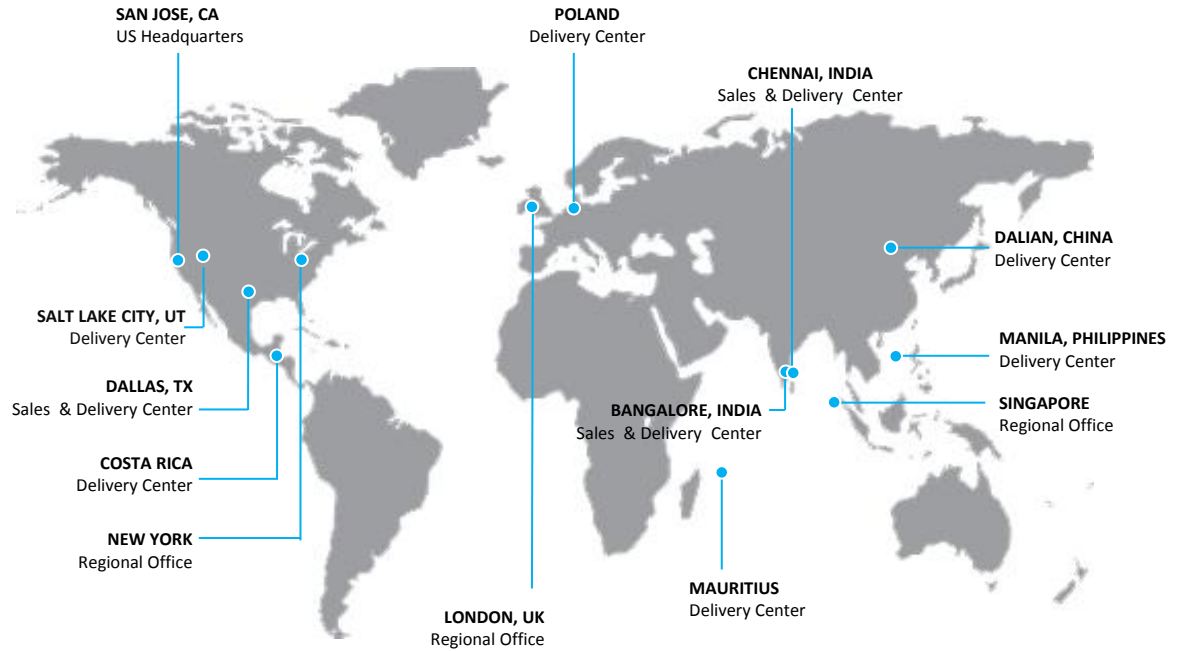 SAN JOSE, CA
US Headquarters
POLAND
Delivery Center
CHENNAI, INDIA
Sales & Delivery Center
DALIAN, CHINA
Delivery Center
SALT LAKE CITY, UT
Delivery Center
MANILA, PHILIPPINES
Delivery Center
DALLAS, TX
Sales & Delivery Center
SINGAPORE
Regional Office
BANGALORE, INDIA
Sales & Delivery Center
COSTA RICA
Delivery Center
NEW YORK
Regional Office
MAURITIUS
Delivery Center
LONDON, UK
Regional Office